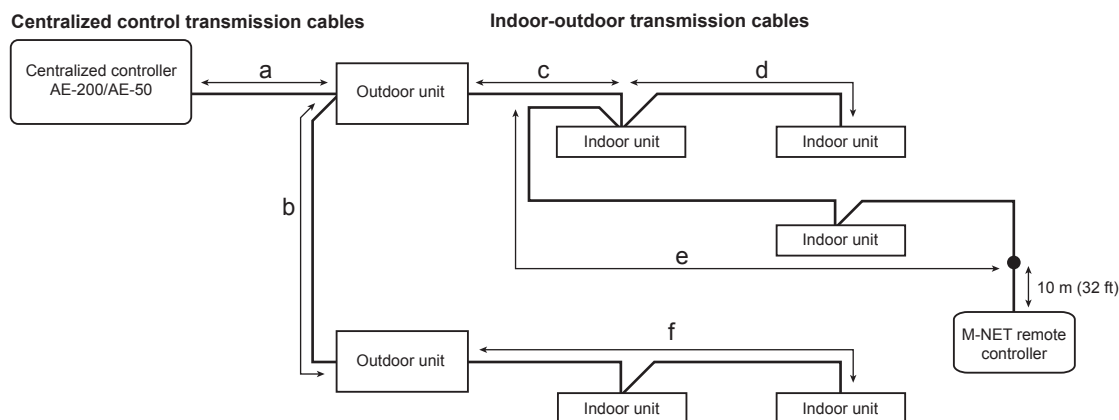 Centralized control transmission cables
Indoor-outdoor transmission cables
Centralized controller
AE-200/AE-50
a
Outdoor unit
c
d
Indoor unit
Indoor unit
b
Indoor unit
e
10 m (32 ft)
M-NET remote
controller
Outdoor unit
f
Indoor unit
Indoor unit